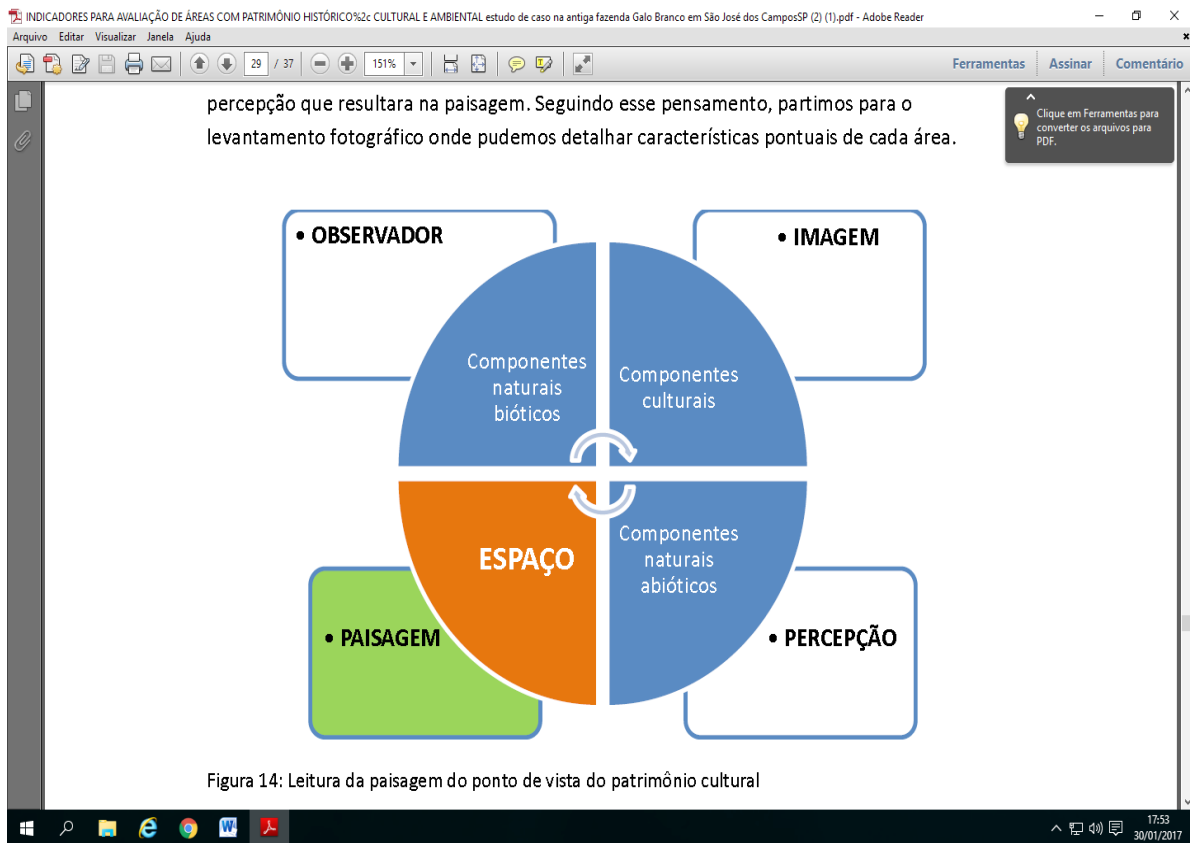 INDICADORES PARA AVALIAÇÃO DE ÁREAS COM PATRIMÔNIO HISTÓRICO%2c CULTURAL E AMBIENTAL estudo de caso na antiga fazenda Galo Branco em São José dos CamposSP (2) (1).pdf - Adobe Reader
Arquivo Editar Visualizar Janela Ajuda
29 / 37 151% Ferramentas Assinar Comentário
Clique em Ferramentas para
converter os arquivos para
PDF.
percepção que resultara na paisagem. Seguindo esse pensamento, partimos para o
levantamento fotográfico onde pudemos detalhar características pontuais de cada área.
• OBSERVADOR
• IMAGEM
Componentes
naturais
bióticos
Componentes
culturais
ESPAÇO
Componentes
naturais
abióticos
• PAISAGEM
• PERCEPÇÃO
Figura 14: Leitura da paisagem do ponto de vista do patrimônio cultural
17:53
30/01/2017